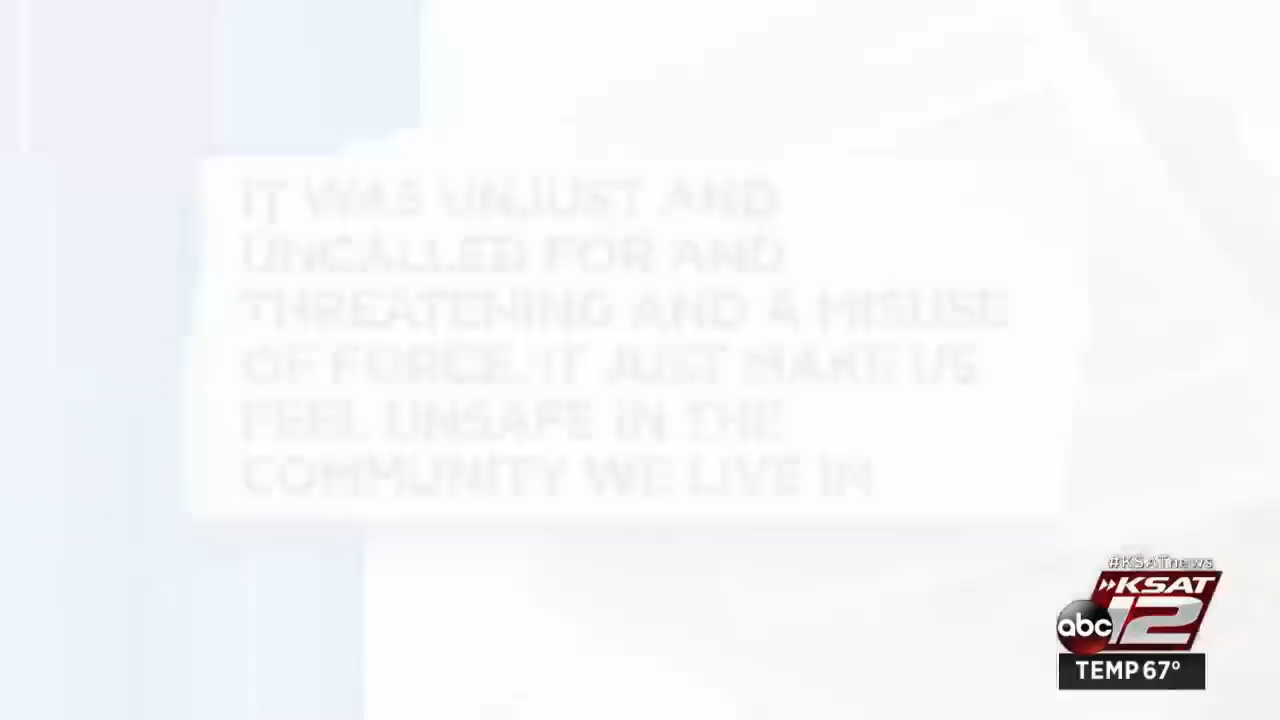 IT WAS UNJUST AND
UNCALLED FOR AND
THREATENING AND A MISUSE
OF FORCE. IT JUST MAKE US
FEEL UNSAFE IN THE
COMMUNITY WE LIVE IN
#KSATnews
KSAT
abc 12
TEMP 67°